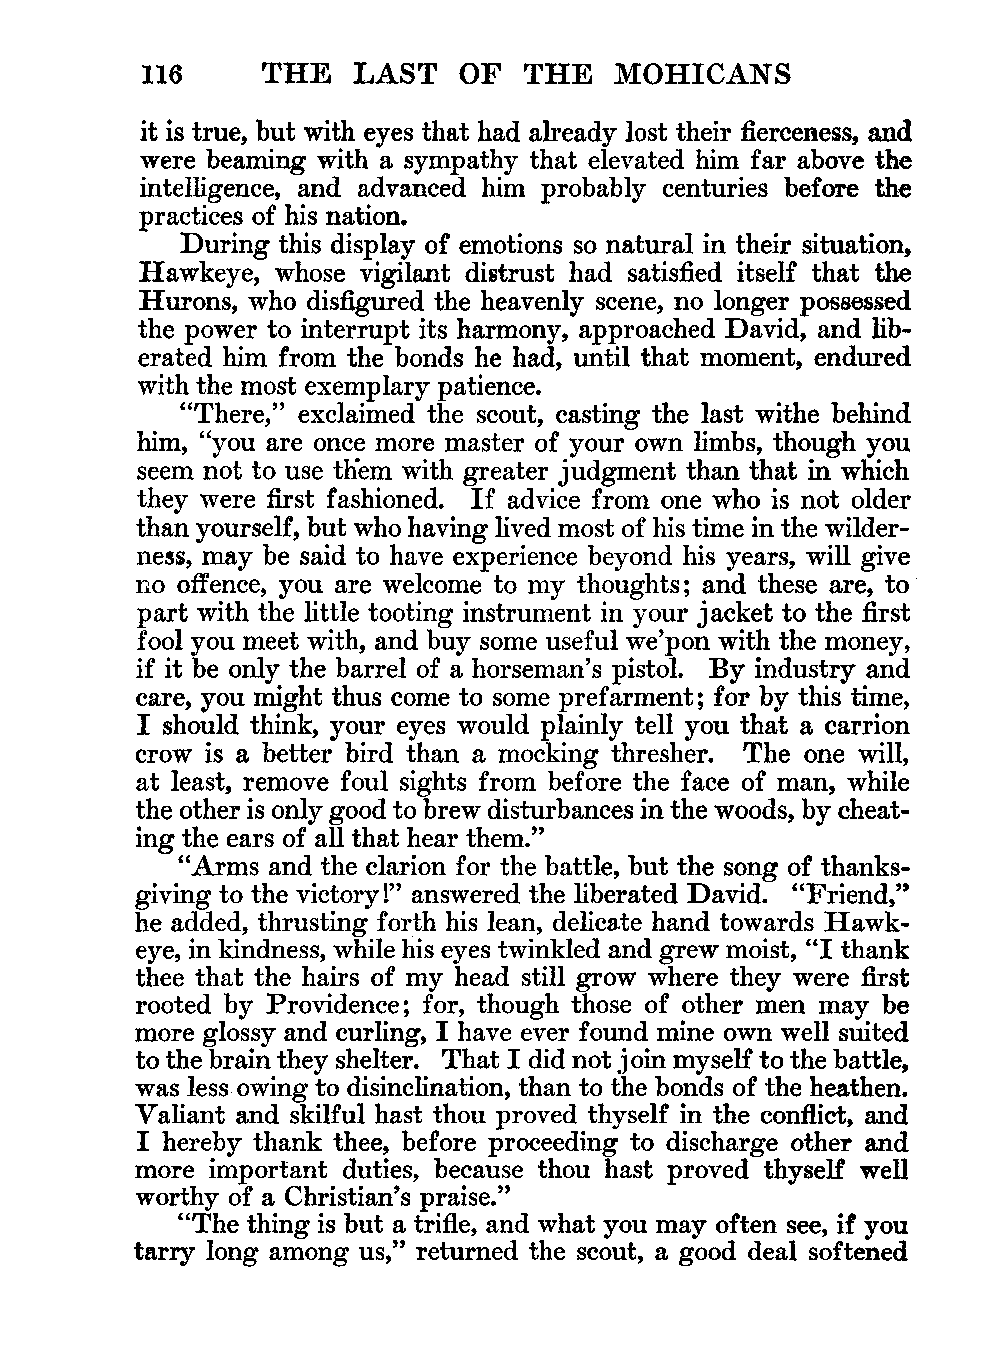 116 THE LAST OF THE MOHICANS
it is true, but with eyes that had already lost their fierceness, and
were beaming with a sympathy that elevated him far above the
intelligence, and advanced him probably centuries before the
practices of his nation.
During this display of emotions so natural in their situation,
Hawkeye, whose vigilant distrust had satisfied itself that the
Hurons, who disfigured the heavenly scene, no longer possessed
the power to interrupt its harmony, approached David, and lib-
erated him from the bonds he had, until that moment, endured
with the most exemplary patience.
“There,” exclaimed the scout, casting the last withe behind
him, “you are once more master of your own limbs, though you
seem not to use them with greater judgment than that in which
they were first fashioned. If advice from one who is not older
than yourself, but who having lived most of his time in the wilder-
ness, may be said to have experience beyond his years, will give
no offence, you are welcome to my thoughts; and these are, to
part with the little tooting instrument in your jacket to the first
fool you meet with, and buy some useful we’pon with the money,
if it be only the barrel of a horseman’s pistol. By industry and
care, you might thus come to some prefarment; for by this time,
I should think, your eyes would plainly tell you that a carrion
crow is a better bird than a mocking thresher. The one will,
at least, remove foul sights from before the face of man, while
the other is only good to brew disturbances in the woods, by cheat-
ing the ears of all that hear them.”
“Arms and the clarion for the battle, but the song of thanks-
giving to the victory!” answered the liberated David. “Friend,”
he added, thrusting forth his lean, delicate hand towards Hawk-
eye, in kindness, while his eyes twinkled and grew moist, “I thank
thee that the hairs of my head still grow where they were first
rooted by Providence; for, though those of other men may be
more glossy and curling, I have ever found mine own well suited
to the brain they shelter. That I did not join myself to the battle,
was less owing to disinclination, than to the bonds of the heathen.
Valiant and skilful hast thou proved thyself in the conflict, and
I hereby thank thee, before proceeding to discharge other and
more important duties, because thou hast proved thyself well
worthy of a Christian’s praise.”
“The thing is but a trifle, and what you may often see, if you
tarry long among us,” returned the scout, a good deal softened